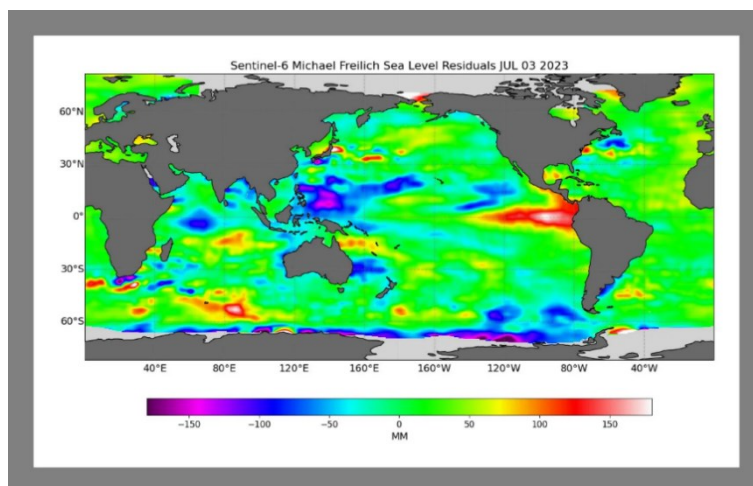 Sentinel-6 Michael Freilich Sea Level Residuals JUL 03 2023
60°N
30°N
0°
30°S
60°S
40°E 80°E 120°E 160°E 160°W 120°W 80°W 40°W
−150 −100 −50 0 50 100 150
MM